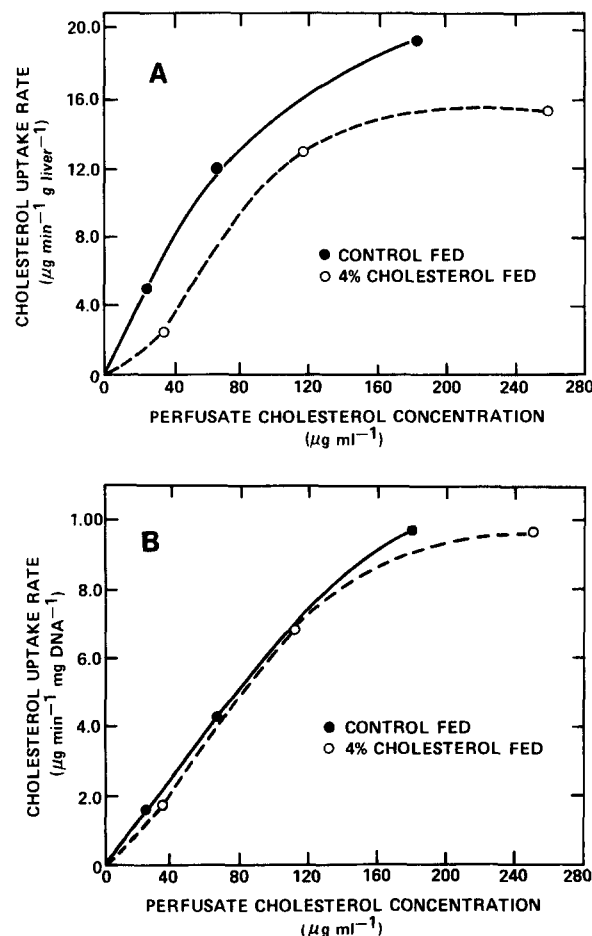 A
20.0
16.0
12.0
8.0
4.0
0
CHOLESTEROL UPTAKE RATE
(µg min−1 g liver−1)
● CONTROL FED
○ 4% CHOLESTEROL FED
0 40 80 120 160 200 240 280
PERFUSATE CHOLESTEROL CONCENTRATION
(µg ml−1)
B
1.00
8.0
6.0
4.0
2.0
0
CHOLESTEROL UPTAKE RATE
(µg min−1 mg DNA−1)
● CONTROL FED
○ 4% CHOLESTEROL FED
0 40 80 120 160 200 240 280
PERFUSATE CHOLESTEROL CONCENTRATION
(µg ml−1)